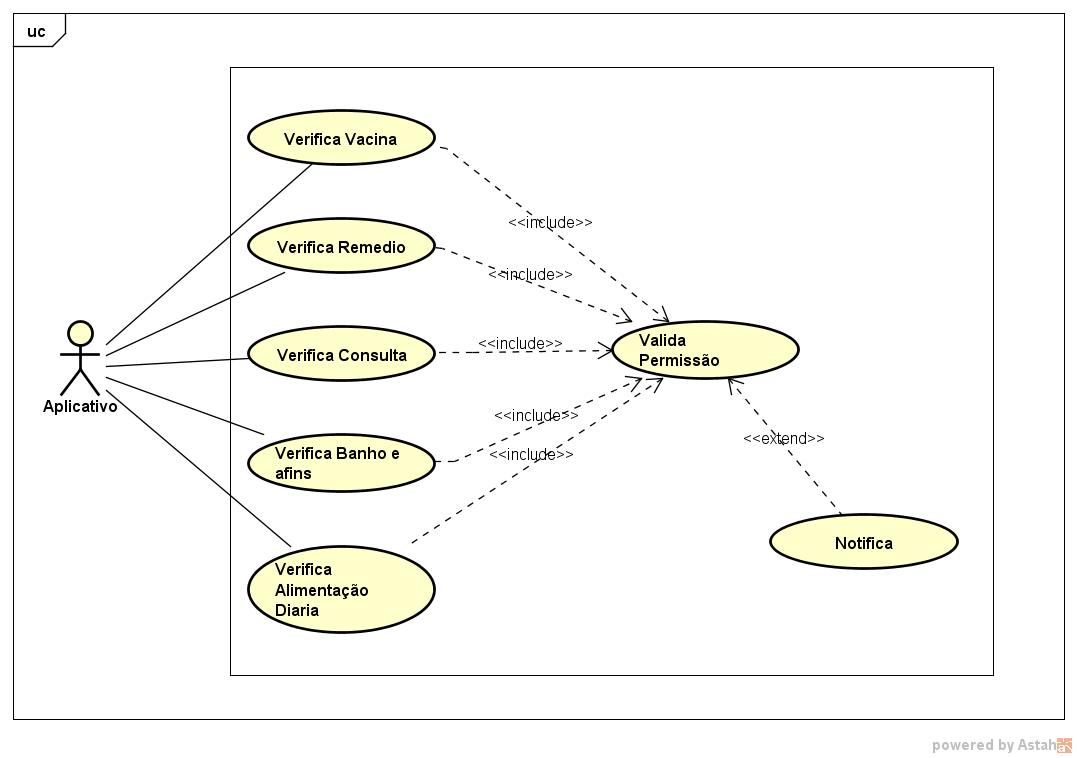 uc
Verifica Vacina
<<include>>
Verifica Remedio
<<include>>
Verifica Consulta
<<include>>
Valida
Permissão
Aplicativo
<<include>>
<<extend>>
Verifica Banho e
afins
<<include>>
Notifica
Verifica
Alimentação
Diaria
powered by Astah